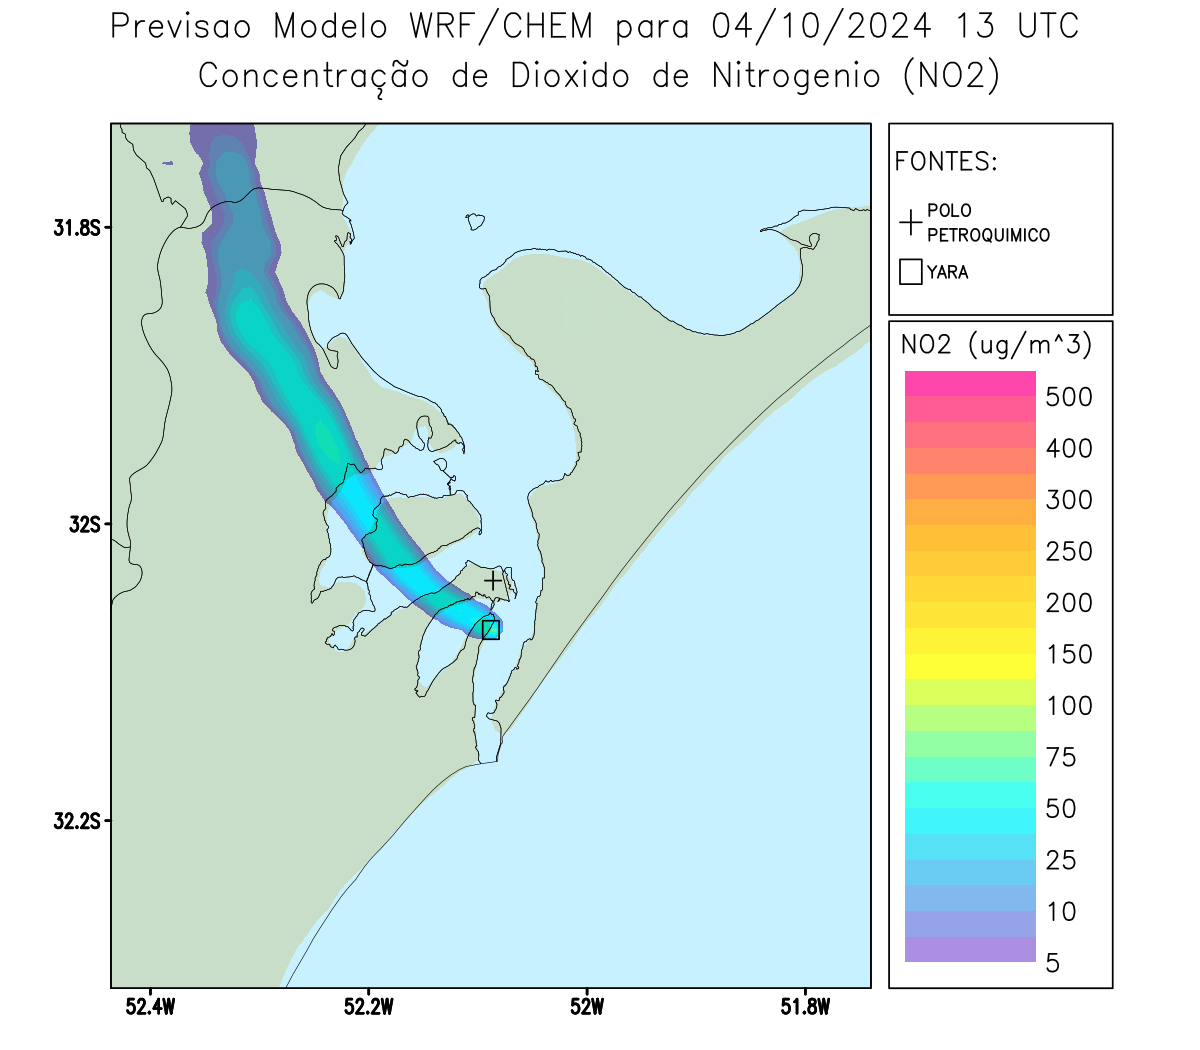 Previsao Modelo WRF/CHEM para 04/10/2024 13 UTC
Concentração de Dioxido de Nitrogenio (NO2)
FONTES:
POLO
PETROQUIMICO
YARA
31.8S
32S
32.2S
52.4W
52.2W
52W
51.8W
NO2 (ug/m^3)
500
400
300
250
200
150
100
75
50
25
10
5